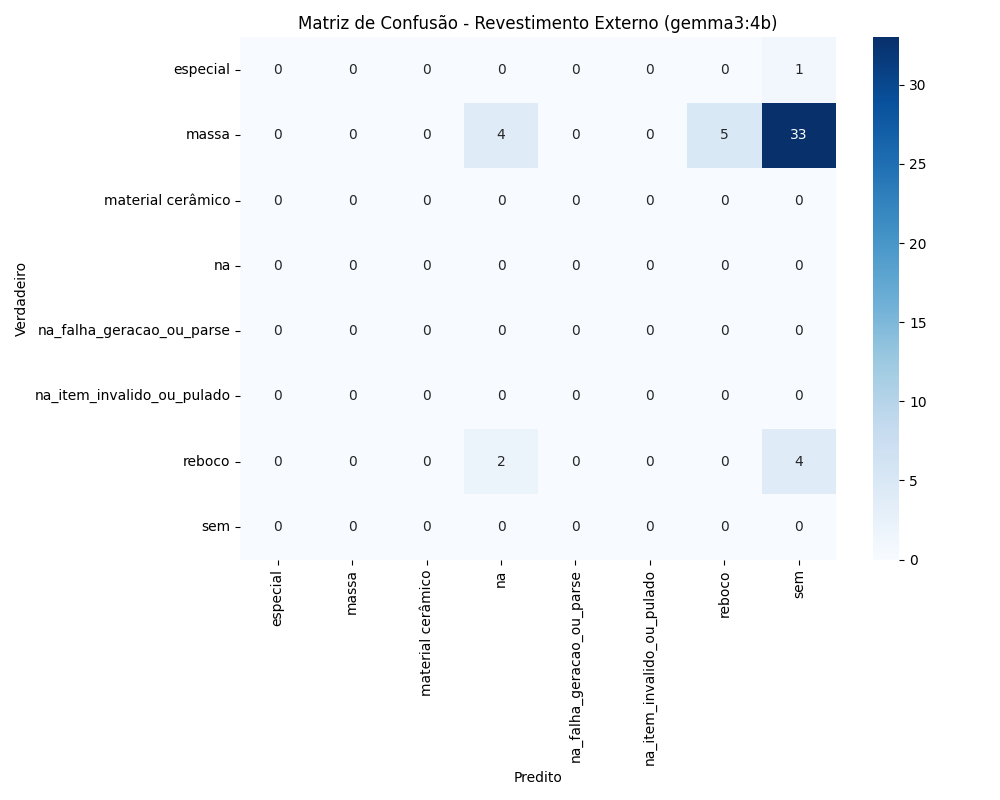 Matriz de Confusão - Revestimento Externo (gemma3:4b)
especial 0 0 0 0 0 0 0 1
massa 0 0 0 4 0 0 5 33
material cerâmico 0 0 0 0 0 0 0 0
na 0 0 0 0 0 0 0 0
na_falha_geracao_ou_parse 0 0 0 0 0 0 0 0
na_item_invalido_ou_pulado 0 0 0 0 0 0 0 0
reboco 0 0 0 2 0 0 0 4
sem 0 0 0 0 0 0 0 0
Verdadeiro
especial
massa
material cerâmico
na
na_falha_geracao_ou_parse
na_item_invalido_ou_pulado
reboco
sem
Predito
30
25
20
15
10
5
0